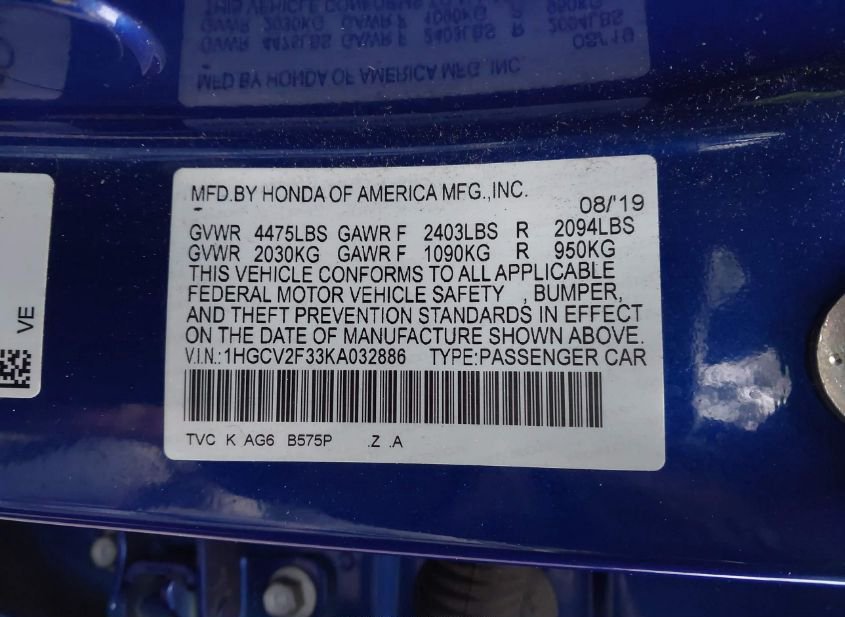 MFD.BY HONDA OF AMERICA MFG.,INC.
08/'19
GVWR 4475LBS GAWR F 2403LBS R 2094LBS
GVWR 2030KG GAWR F 1090KG R 950KG
THIS VEHICLE CONFORMS TO ALL APPLICABLE
FEDERAL MOTOR VEHICLE SAFETY , BUMPER,
AND THEFT PREVENTION STANDARDS IN EFFECT
ON THE DATE OF MANUFACTURE SHOWN ABOVE.
V.I.N.:1HGCV2F33KA032886 TYPE:PASSENGER CAR
TVC K AG6 B575P .Z .A
VE